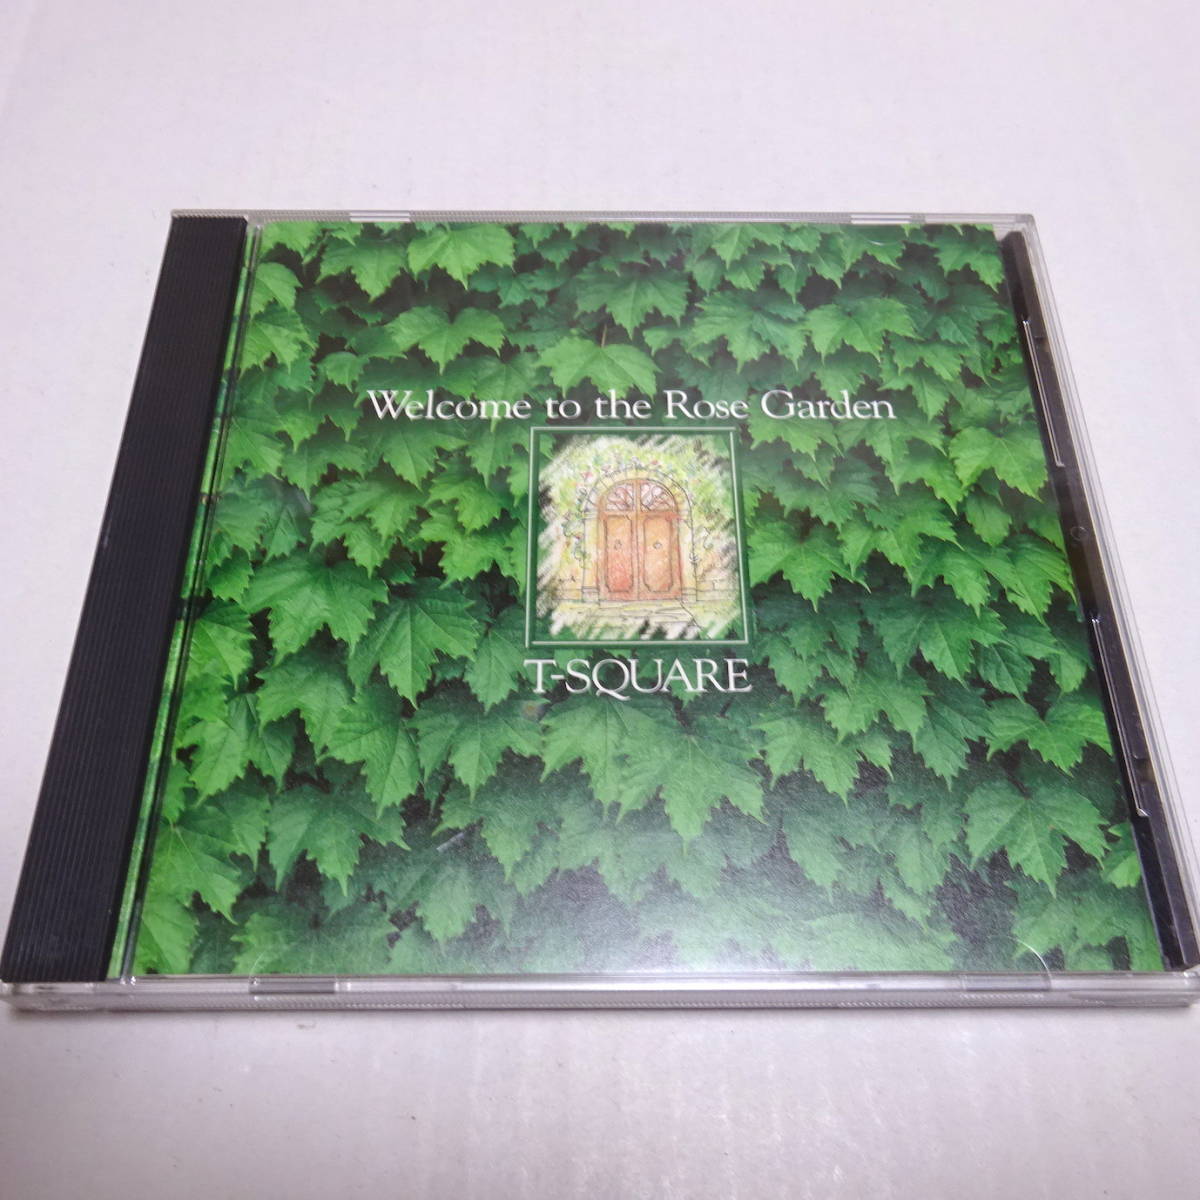 Welcome to the Rose Garden
T-SQUARE